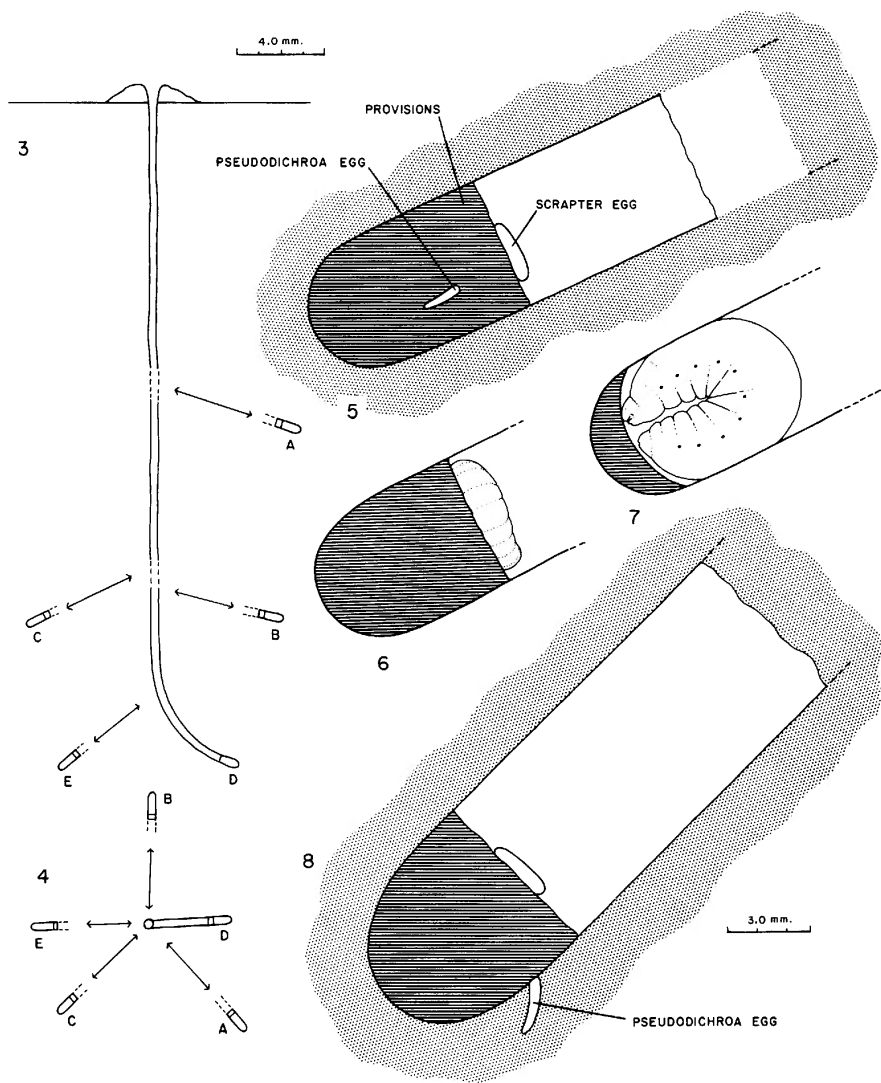 4.0 mm.
3
PROVISIONS
PSEUDODICHROA EGG
SCRAPTER EGG
5
A
7
C
B
6
E
D
B
4
8
E
D
3.0 mm.
C
A
PSEUDODICHROA EGG